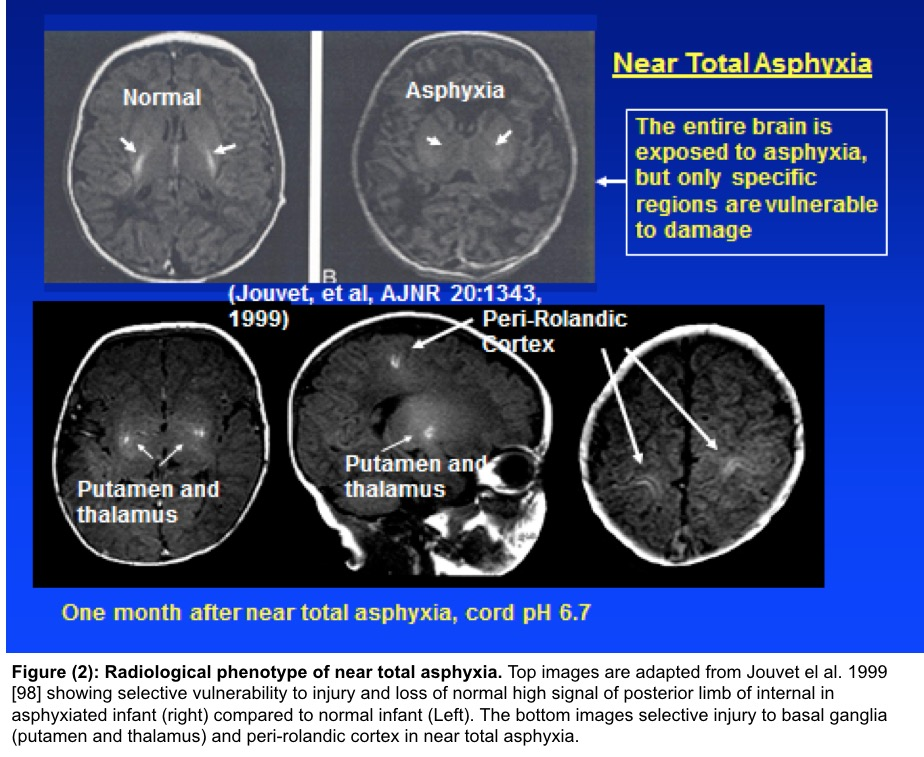 Normal
Asphyxia
B
Near Total Asphyxia
The entire brain is
exposed to asphyxia,
but only specific
regions are vulnerable
to damage
(Jouvet, et al, AJNR 20:1343,
1999)
Peri-Rolandic
Cortex
Putamen and
thalamus
Putamen and
thalamus
One month after near total asphyxia, cord pH 6.7
Figure (2): Radiological phenotype of near total asphyxia. Top images are adapted from Jouvet el al. 1999
[98] showing selective vulnerability to injury and loss of normal high signal of posterior limb of internal in
asphyxiated infant (right) compared to normal infant (Left). The bottom images selective injury to basal ganglia
(putamen and thalamus) and peri-rolandic cortex in near total asphyxia.